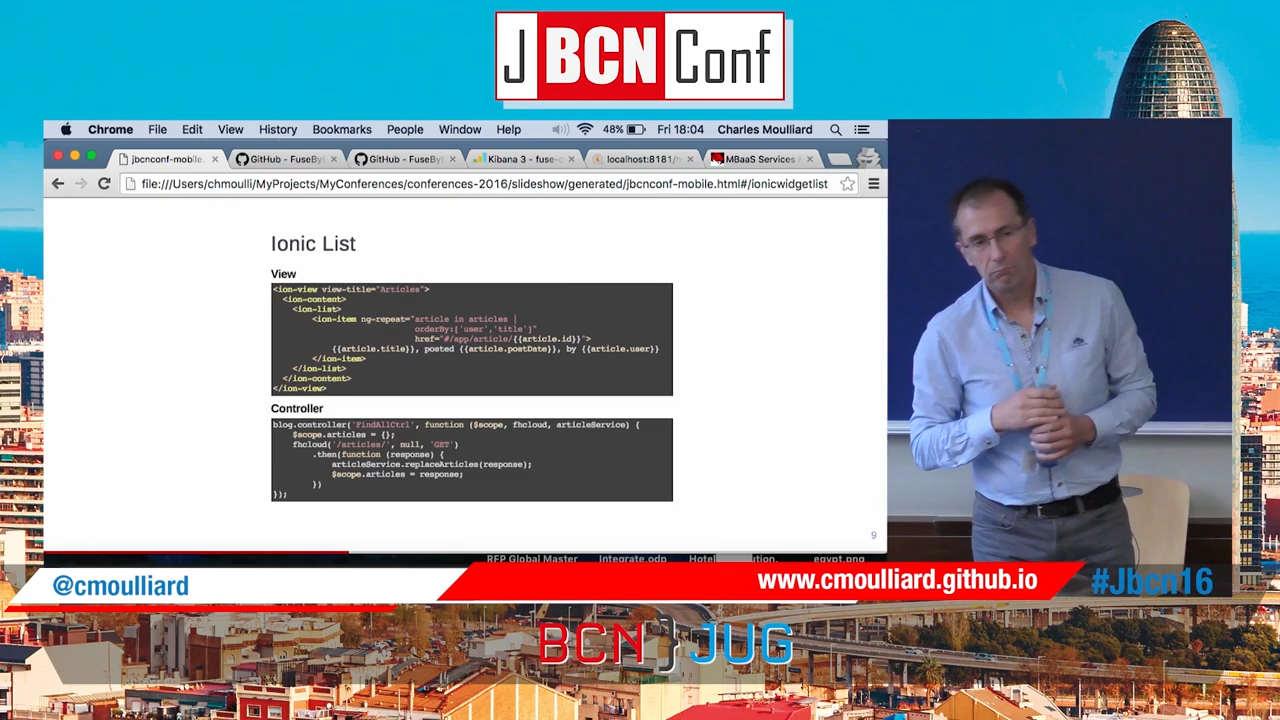 J BCN Conf
Chrome File Edit View History Bookmarks People Window Help 48% Fri 18:04 Charles Moulliard
jbcnconf-mobile. GitHub - FuseBy GitHub - FuseBy Kibana 3 - fuse- localhost:8181/h MBaaS Services &
file:///Users/chmoulli/MyProjects/MyConferences/conferences-2016/slideshow/generated/jbcnconf-mobile.html#/ionicwidgetlist
Ionic List
View
<ion-view view-title="Articles">
<ion-content>
<ion-list>
<ion-item ng-repeat="article in articles |
orderBy:['user','title']"
href="#/app/article/{{article.id}}">
{{article.title}}, posted {{article.postDate}}, by {{article.user}}
</ion-item>
</ion-list>
</ion-content>
</ion-view>
Controller
blog.controller('FindAllCtrl', function ($scope, fhcloud, articleService) {
$scope.articles = {};
fhcloud('/articles/', null, 'GET')
.then(function (response) {
articleService.replaceArticles(response);
$scope.articles = response;
})
});
9
RFP Global Master Integrate.odp Hotel egypt.png
@cmoulliard
www.cmoulliard.github.io
#Jbcn16
BCN JUG